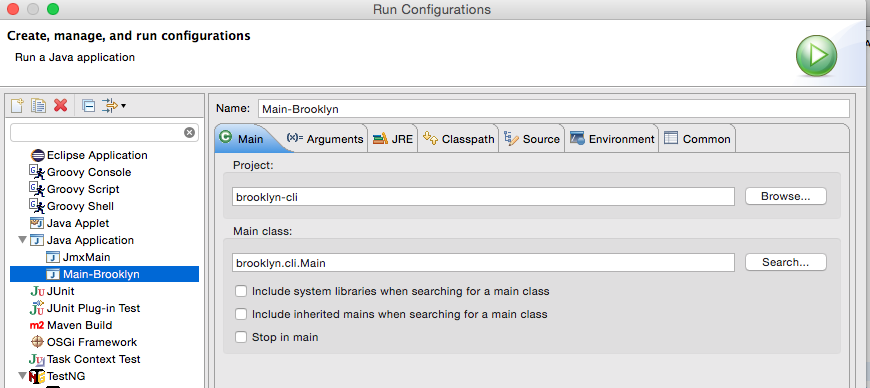 Run Configurations
Create, manage, and run configurations
Run a Java application
Name: Main-Brooklyn
Main (x)= Arguments JRE Classpath Source Environment Common
Eclipse Application
Groovy Console
Groovy Script
Groovy Shell
Java Applet
Java Application
JmxMain
Main-Brooklyn
JUnit
JUnit Plug-in Test
Maven Build
OSGi Framework
Task Context Test
TestNG
Project:
brooklyn-cli Browse...
Main class:
brooklyn.cli.Main Search...
Include system libraries when searching for a main class
Include inherited mains when searching for a main class
Stop in main